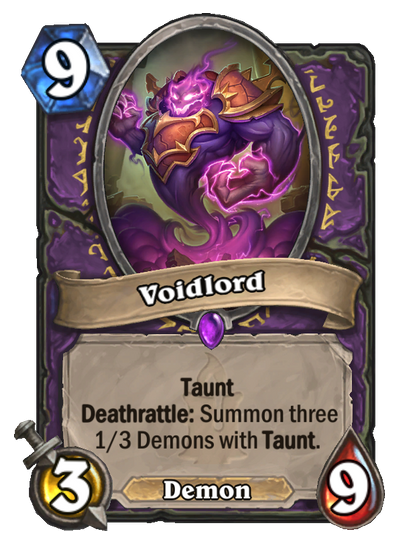 9
Voidlord
Taunt
Deathrattle: Summon three
1/3 Demons with Taunt.
3
Demon
9